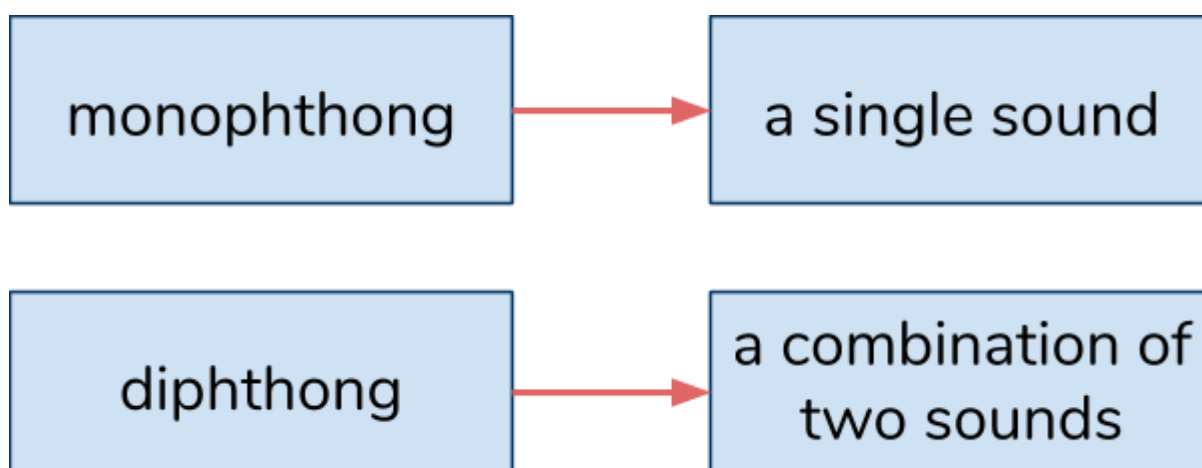 monophthong
a single sound
diphthong
a combination of
two sounds